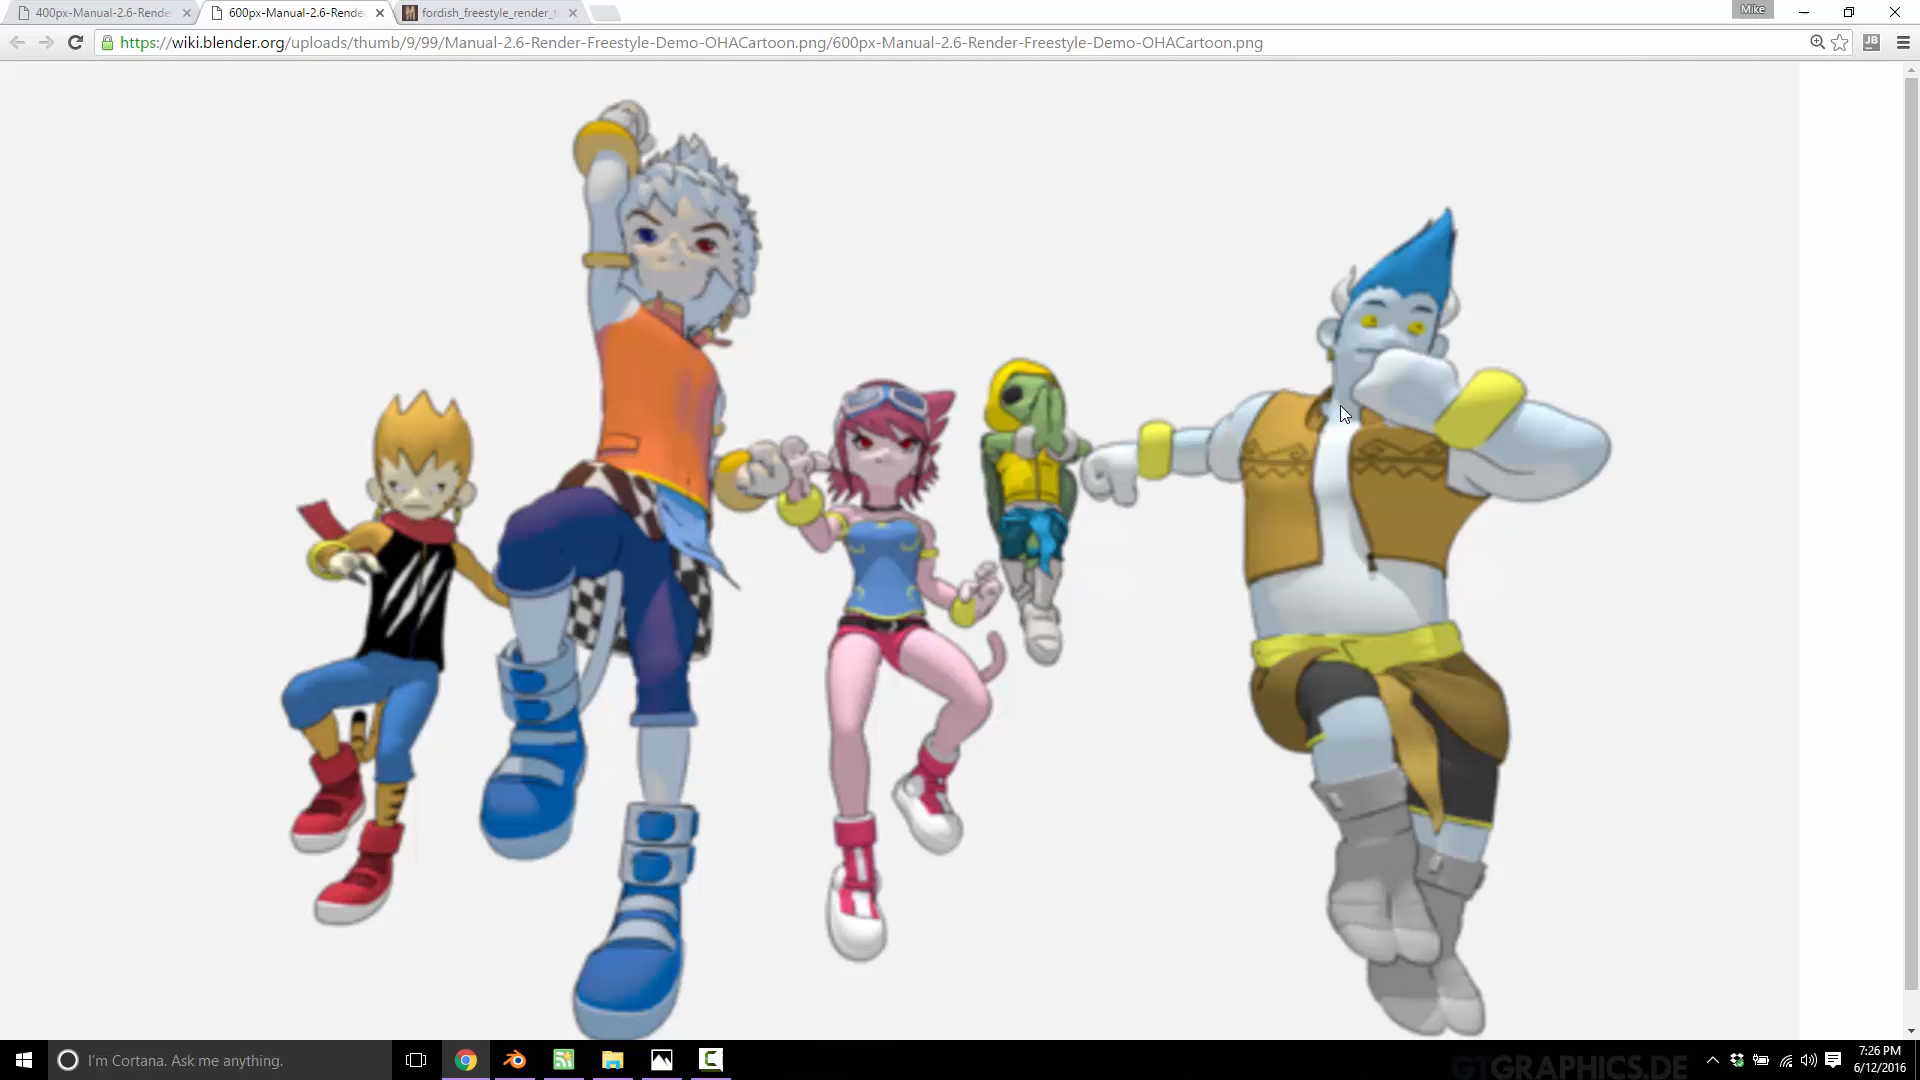 400px-Manual-2.6-Rende
600px-Manual-2.6-Rende
fordish_freestyle_render_
Mike
https://wiki.blender.org/uploads/thumb/9/99/Manual-2.6-Render-Freestyle-Demo-OHACartoon.png/600px-Manual-2.6-Render-Freestyle-Demo-OHACartoon.png
JB
I'm Cortana. Ask me anything.
GTGRAPHICS.DE
7:26 PM
6/12/2016